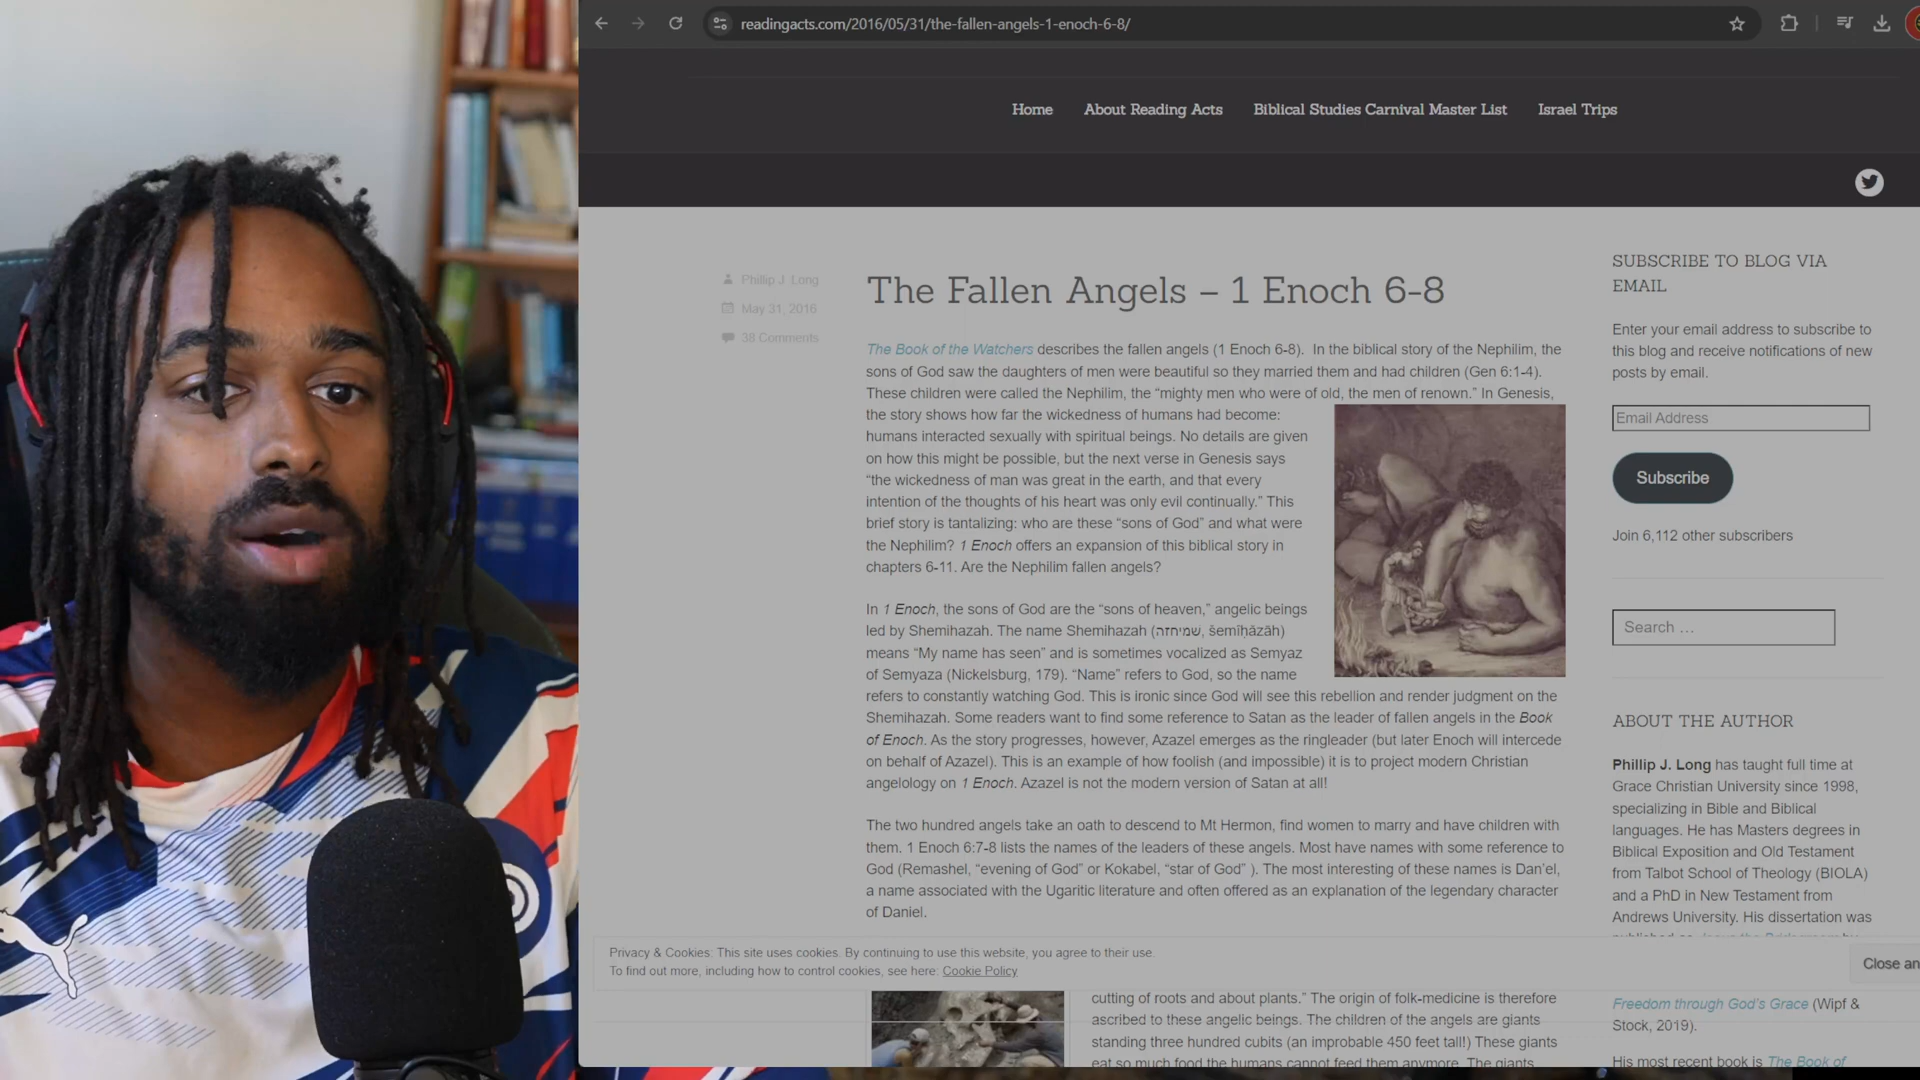 readingacts.com/2016/05/31/the-fallen-angels-1-enoch-6-8/
Home
About Reading Acts
Biblical Studies Carnival Master List
Israel Trips
Phillip J. Long
May 31, 2016
38 Comments
The Fallen Angels – 1 Enoch 6-8
The Book of the Watchers describes the fallen angels (1 Enoch 6-8). In the biblical story of the Nephilim, the
sons of God saw the daughters of men were beautiful so they married them and had children (Gen 6:1-4).
These children were called the Nephilim, the “mighty men who were of old, the men of renown.” In Genesis,
the story shows how far the wickedness of humans had become:
humans interacted sexually with spiritual beings. No details are given
on how this might be possible, but the next verse in Genesis says
“the wickedness of man was great in the earth, and that every
intention of the thoughts of his heart was only evil continually.” This
brief story is tantalizing: who are these “sons of God” and what were
the Nephilim? 1 Enoch offers an expansion of this biblical story in
chapters 6-11. Are the Nephilim fallen angels?
In 1 Enoch, the sons of God are the “sons of heaven,” angelic beings
led by Shemihazah. The name Shemihazah (שמיחזה, šemîḥăzāh)
means “My name has seen” and is sometimes vocalized as Semyaz
of Semyaza (Nickelsburg, 179). “Name” refers to God, so the name
refers to constantly watching God. This is ironic since God will see this rebellion and render judgment on the
Shemihazah. Some readers want to find some reference to Satan as the leader of fallen angels in the Book
of Enoch. As the story progresses, however, Azazel emerges as the ringleader (but later Enoch will intercede
on behalf of Azazel). This is an example of how foolish (and impossible) it is to project modern Christian
angelology on 1 Enoch. Azazel is not the modern version of Satan at all!
The two hundred angels take an oath to descend to Mt Hermon, find women to marry and have children with
them. 1 Enoch 6:7-8 lists the names of the leaders of these angels. Most have names with some reference to
God (Remashel, “evening of God” or Kokabel, “star of God” ). The most interesting of these names is Dan’el,
a name associated with the Ugaritic literature and often offered as an explanation of the legendary character
of Daniel.
cutting of roots and about plants.” The origin of folk-medicine is therefore
ascribed to these angelic beings. The children of the angels are giants
standing three hundred cubits (an improbable 450 feet tall!) These giants
eat so much food the humans cannot feed them anymore. The giants
SUBSCRIBE TO BLOG VIA
EMAIL
Enter your email address to subscribe to
this blog and receive notifications of new
posts by email.
Email Address
Subscribe
Join 6,112 other subscribers
Search …
ABOUT THE AUTHOR
Phillip J. Long has taught full time at
Grace Christian University since 1998,
specializing in Bible and Biblical
languages. He has Masters degrees in
Biblical Exposition and Old Testament
from Talbot School of Theology (BIOLA)
and a PhD in New Testament from
Andrews University. His dissertation was
Freedom through God's Grace (Wipf &
Stock, 2019).
His most recent book is The Book of
Privacy & Cookies: This site uses cookies. By continuing to use this website, you agree to their use.
To find out more, including how to control cookies, see here: Cookie Policy
Close an